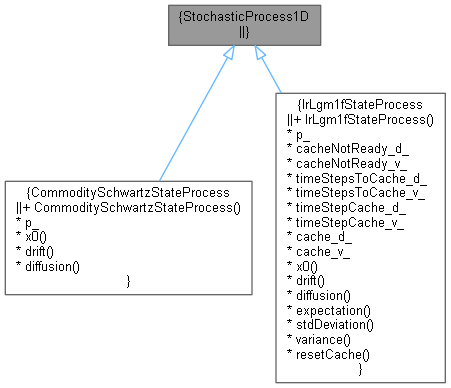 {StochasticProcess1D
||}
{CommoditySchwartzStateProcess
||+ CommoditySchwartzStateProcess()
* p_
* x0()
* drift()
* diffusion()
}
{IrLgm1fStateProcess
||+ IrLgm1fStateProcess()
* p_
* cacheNotReady_d_
* cacheNotReady_v_
* timeStepsToCache_d_
* timeStepsToCache_v_
* timeStepCache_d_
* timeStepCache_v_
* cache_d_
* cache_v_
* x0()
* drift()
* diffusion()
* expectation()
* stdDeviation()
* variance()
* resetCache()
}